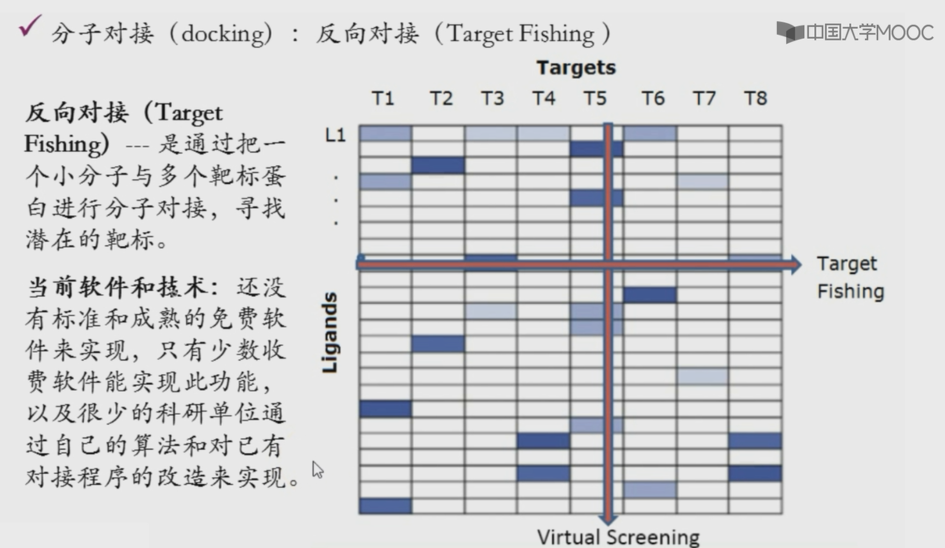 ✓ 分子对接（docking）：反向对接（Target Fishing ）
中国大学MOOC
反向对接（Target
Fishing）--- 是通过把一
个小分子与多个靶标蛋
白进行分子对接，寻找
潜在的靶标。
当前软件和技术：还没
有标准和成熟的免费软
件来实现，只有少数收
费软件能实现此功能，
以及很少的科研单位通
过自己的算法和对已有
对接程序的改造来实现。
Targets
T1 T2 T3 T4 T5 T6 T7 T8
L1
.
.
.
Ligands
Target
Fishing
Virtual Screening